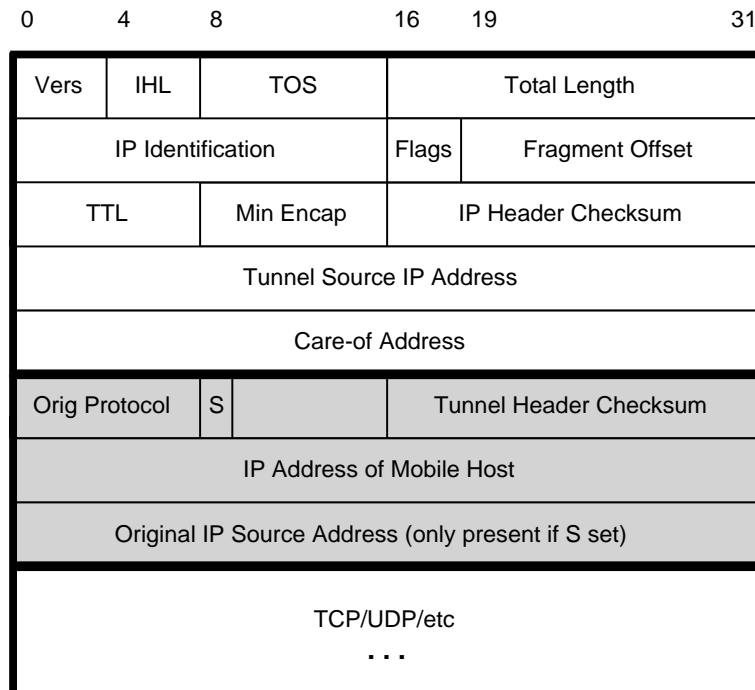 0 4 8 16 19 31
Vers IHL TOS Total Length
IP Identification Flags Fragment Offset
TTL Min Encap IP Header Checksum
Tunnel Source IP Address
Care-of Address
Orig Protocol S Tunnel Header Checksum
IP Address of Mobile Host
Original IP Source Address (only present if S set)
TCP/UDP/etc
. . .